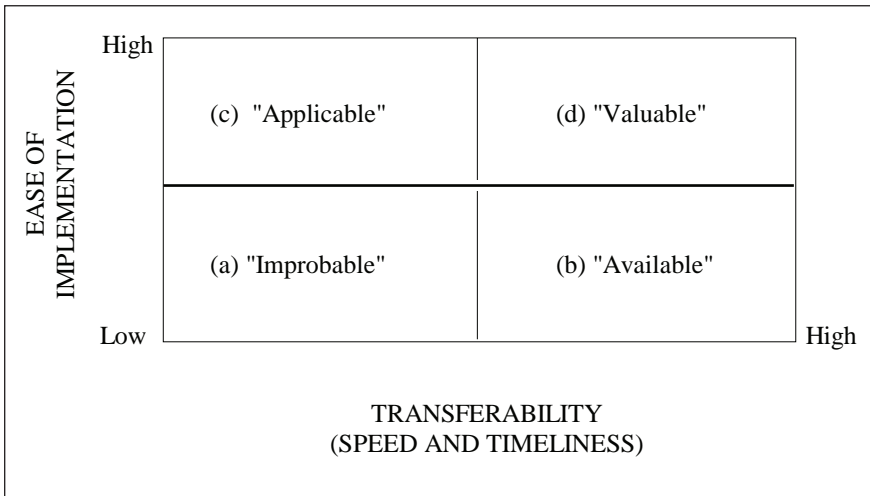 High
(c) "Applicable"
(d) "Valuable"
EASE OF
IMPLEMENTATION
(a) "Improbable"
(b) "Available"
Low
High
TRANSFERABILITY
(SPEED AND TIMELINESS)